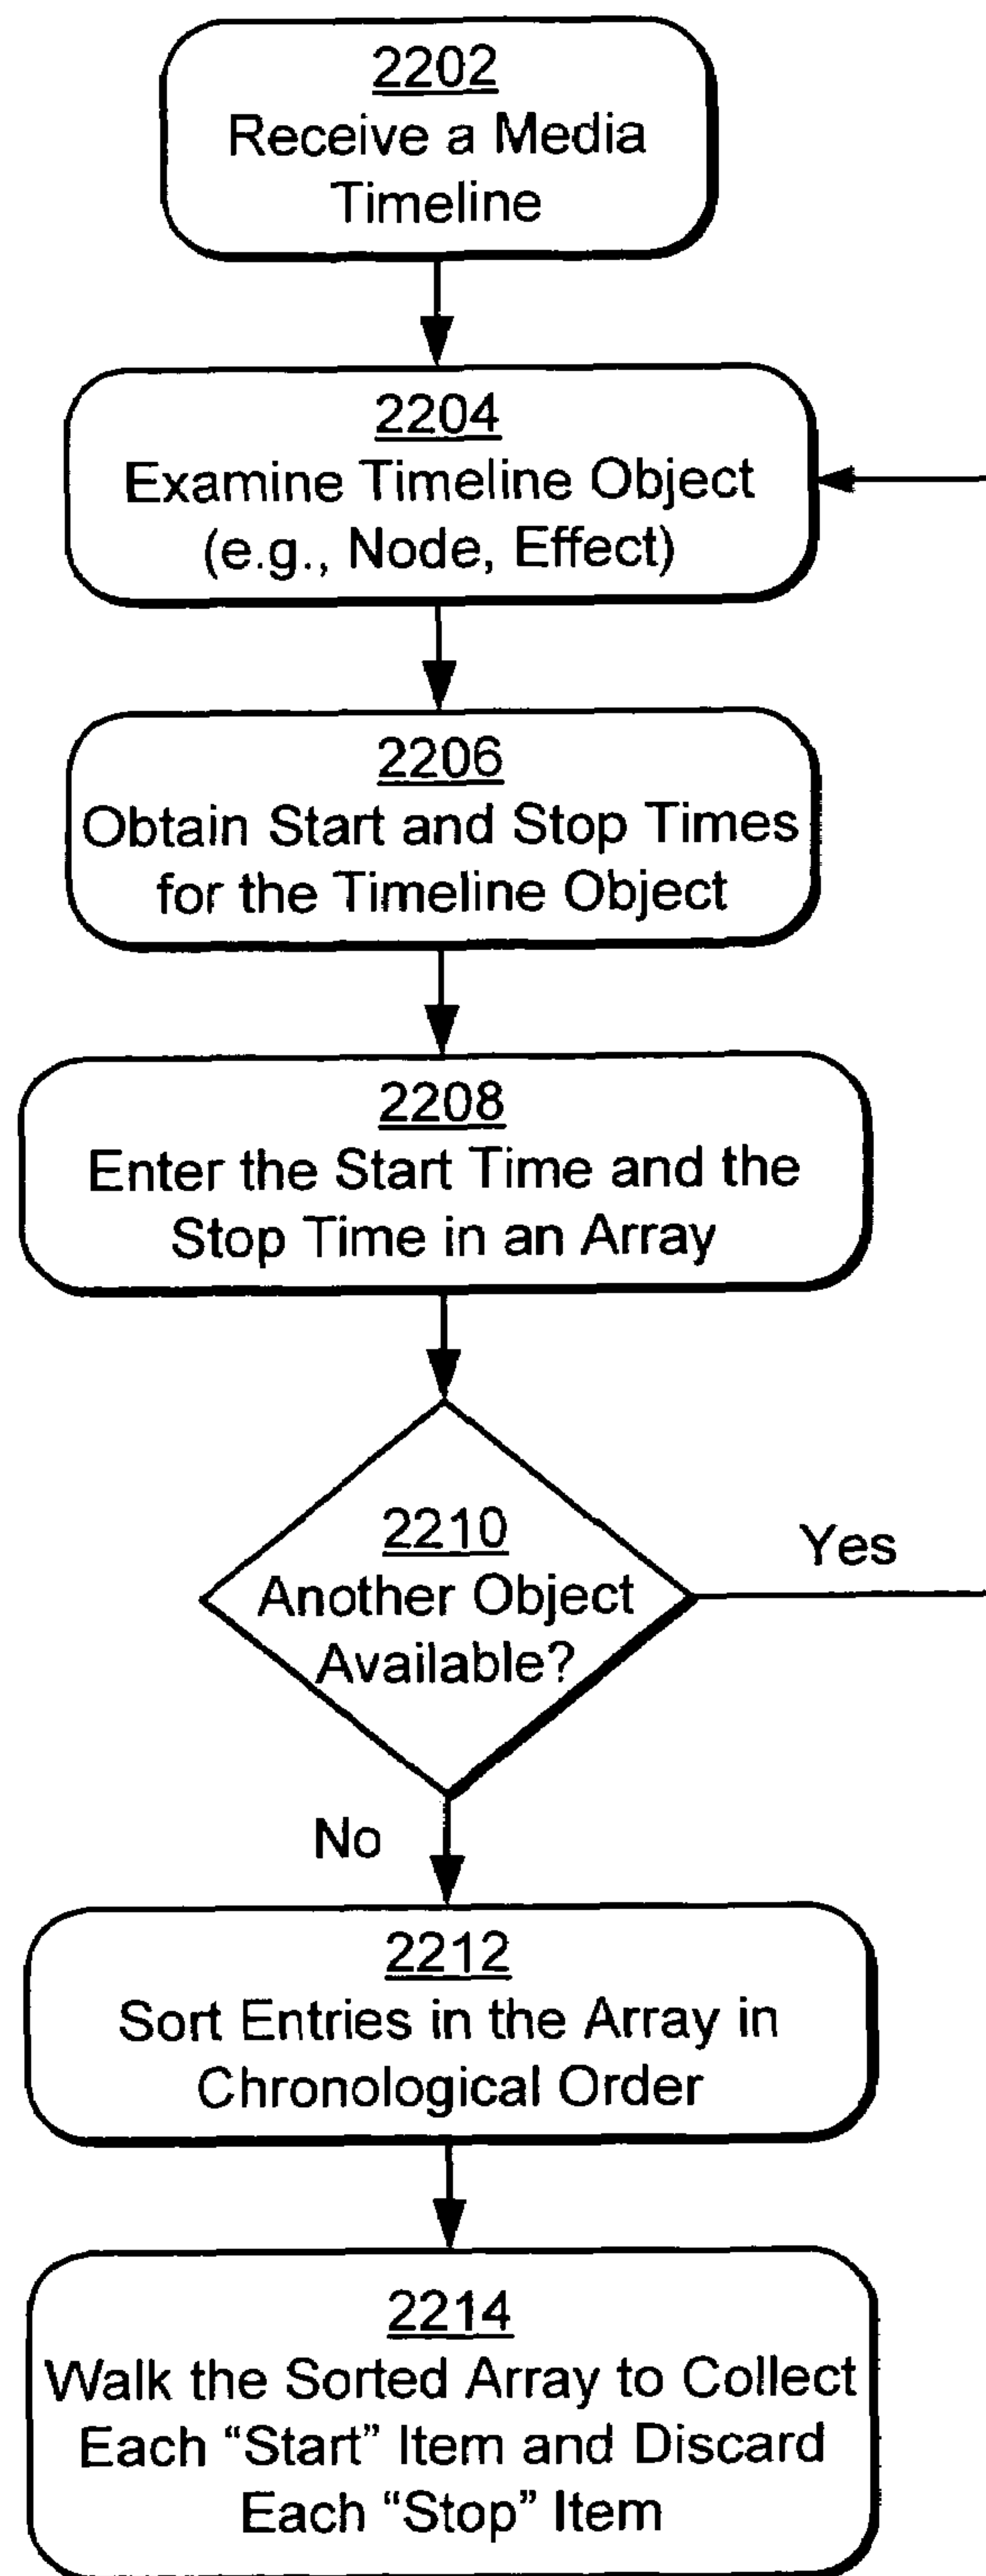 2202
Receive a Media
Timeline
2204
Examine Timeline Object
(e.g., Node, Effect)
2206
Obtain Start and Stop Times
for the Timeline Object
2208
Enter the Start Time and the
Stop Time in an Array
2210
Another Object
Available?
Yes
No
2212
Sort Entries in the Array in
Chronological Order
2214
Walk the Sorted Array to Collect
Each “Start” Item and Discard
Each “Stop” Item